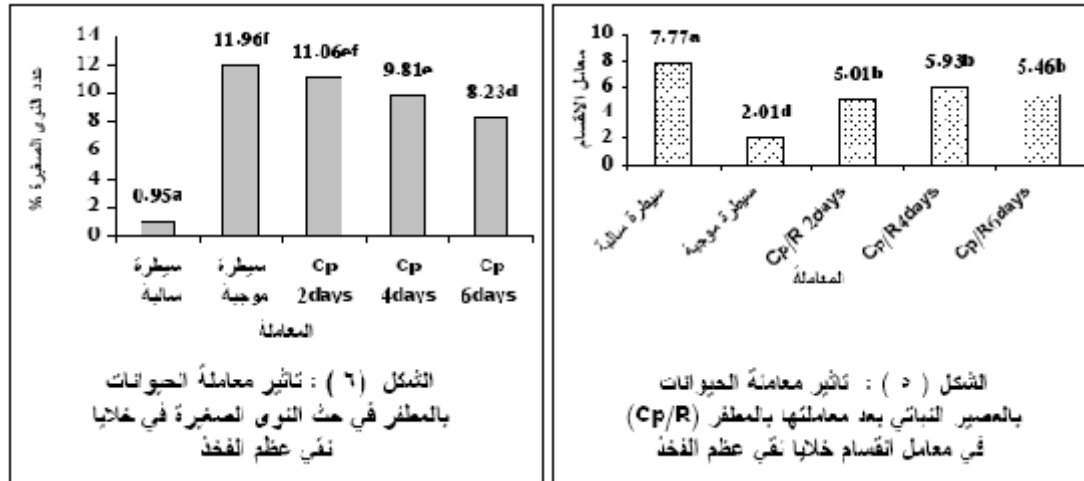 معامل الانقسام
10
8
6
4
2
0
7.77a
2.01d
5.01b
5.93b
5.46b
سيطرة سالبة
سيطرة موجبة
Cp/R 2days
Cp/R4days
Cp/R6days
المعاملة
الشكل (٥) : تاثير معاملة الحيوانات
بالعصير النباتي بعد معاملتها بالمطفر (Cp/R)
في معامل انقسام خلايا نقي عظم الفخذ
عدد النوى الصغيرة %
14
12
10
8
6
4
2
0
0.95a
11.96f
11.06ef
9.81e
8.23d
سيطرة سالبة
سيطرة موجبة
Cp 2days
Cp 4days
Cp 6days
المعاملة
الشكل (٦) : تاثير معاملة الحيوانات
بالمطفر في حث النوى الصغيرة في خلايا
نقي عظم الفخذ